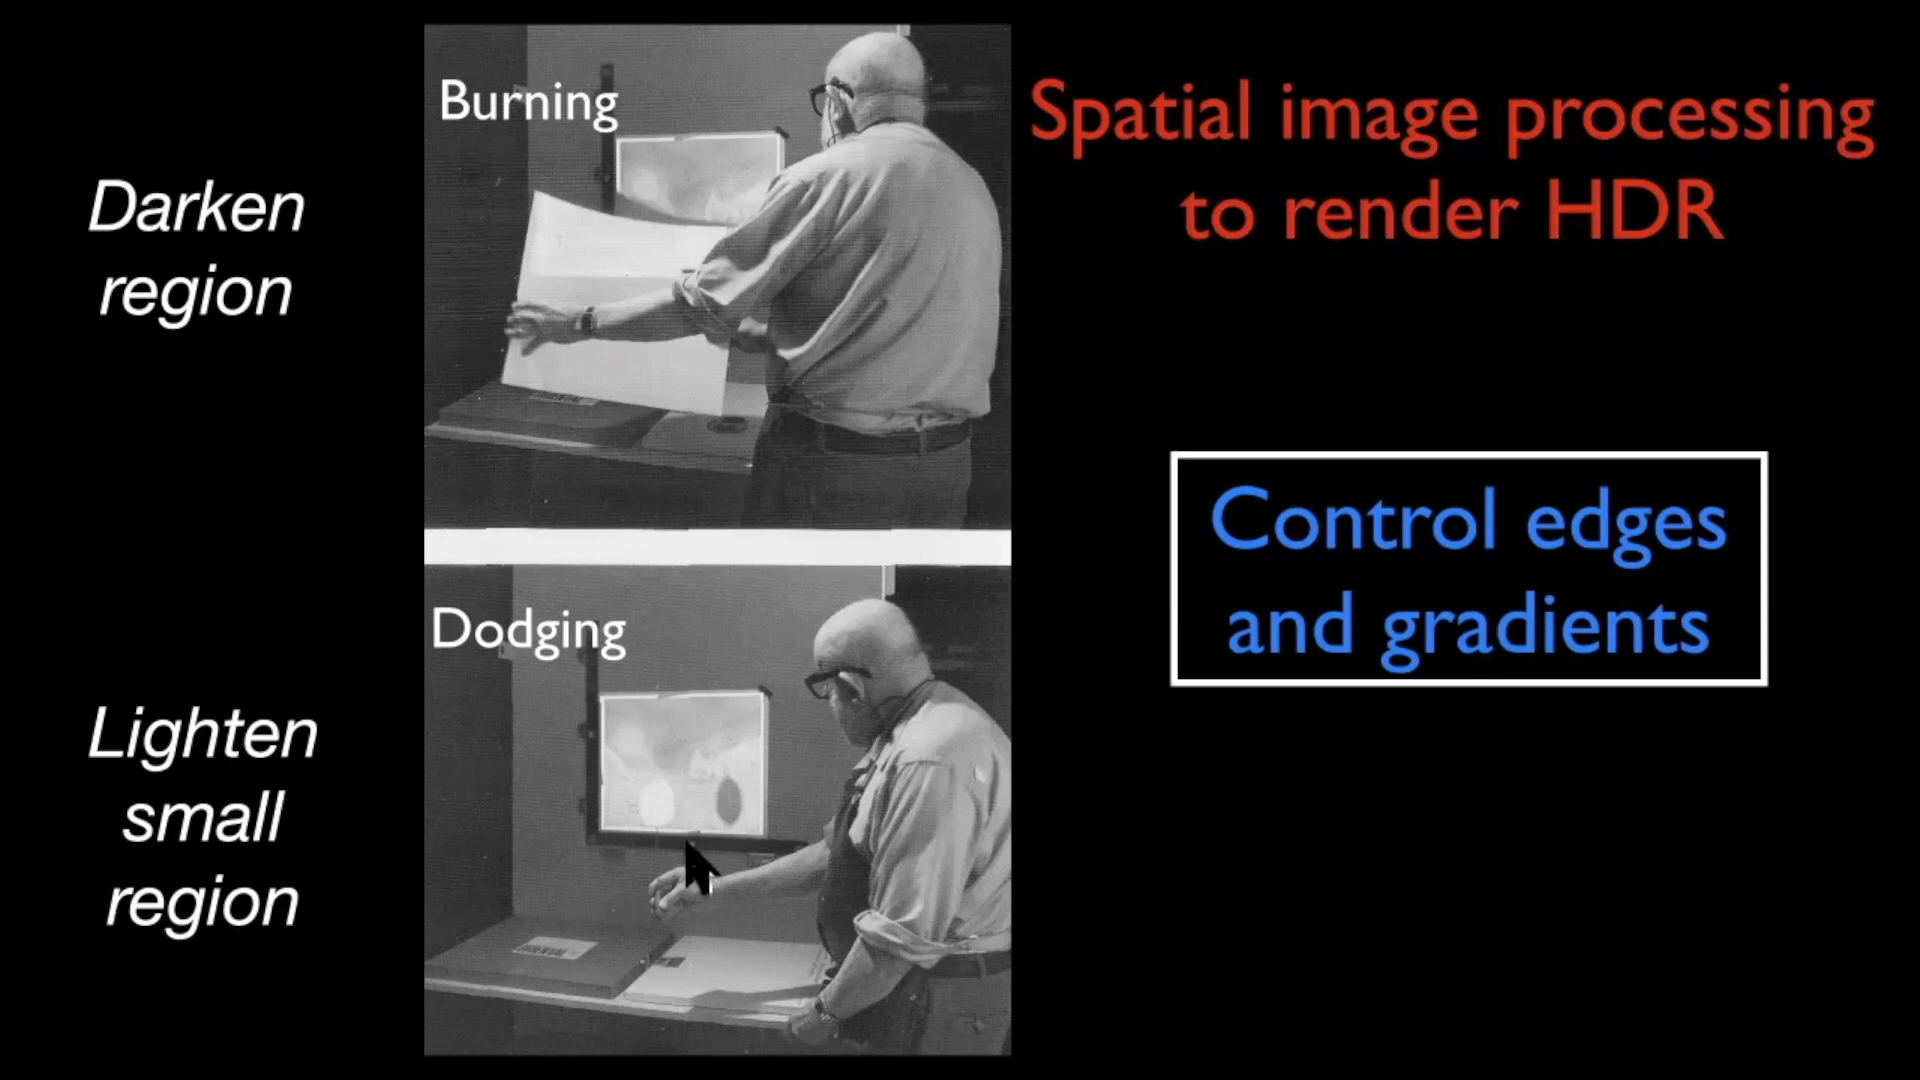 Burning
Darken
region
Spatial image processing
to render HDR
Control edges
and gradients
Dodging
Lighten
small
region